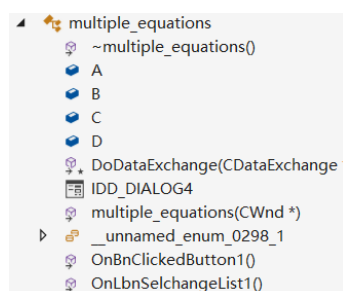 multiple_equations
~multiple_equations()
A
B
C
D
DoDataExchange(CDataExchange *
IDD_DIALOG4
multiple_equations(CWnd *)
__unnamed_enum_0298_1
OnBnClickedButton1()
OnLbnSelchangeList1()